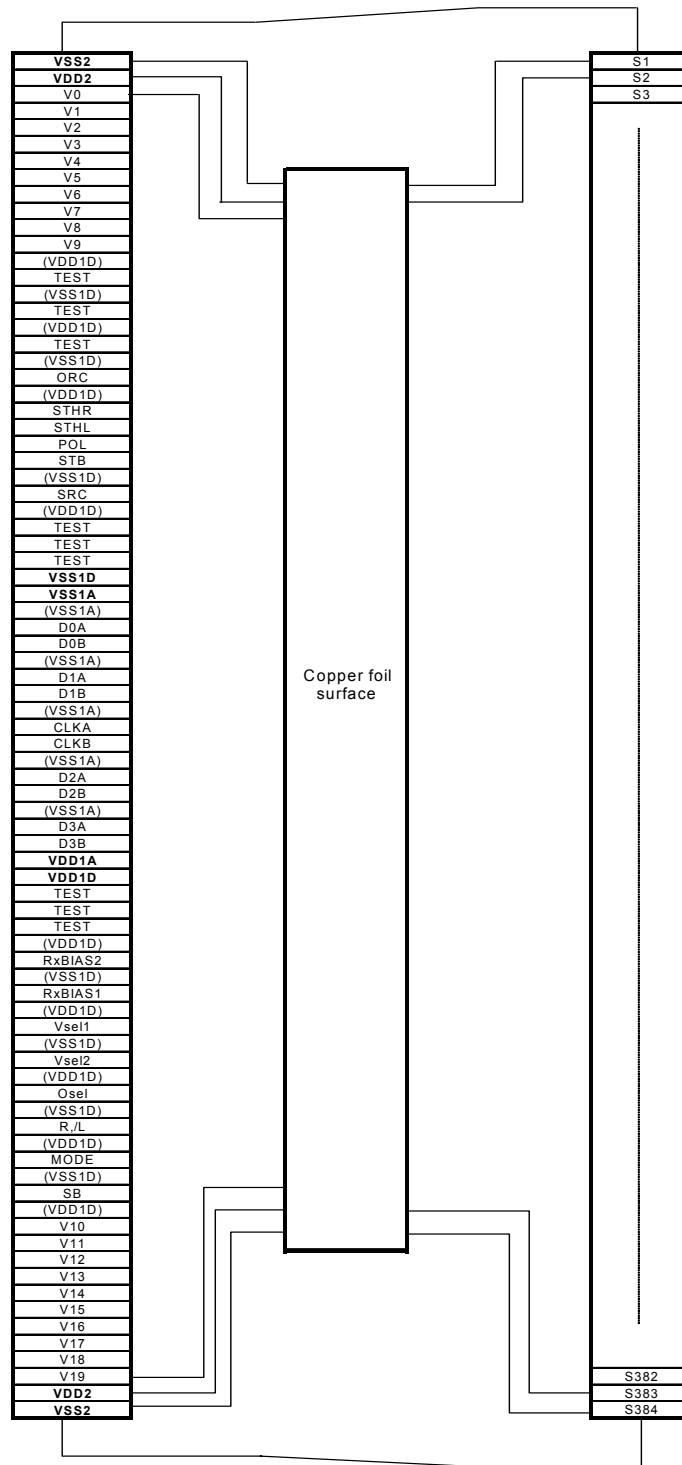 VSS2
VDD2
V0
V1
V2
V3
V4
V5
V6
V7
V8
V9
(VDD1D)
TEST
(VSS1D)
TEST
(VDD1D)
TEST
(VSS1D)
ORC
(VDD1D)
STHR
STHL
POL
STB
(VSS1D)
SRC
(VDD1D)
TEST
TEST
TEST
VSS1D
VSS1A
(VSS1A)
D0A
D0B
(VSS1A)
D1A
D1B
(VSS1A)
CLKA
CLKB
(VSS1A)
D2A
D2B
(VSS1A)
D3A
D3B
VDD1A
VDD1D
TEST
TEST
TEST
(VDD1D)
RxBIAS2
(VSS1D)
RxBIAS1
(VDD1D)
Vsel1
(VSS1D)
Vsel2
(VDD1D)
Osel
(VSS1D)
R,/L
(VDD1D)
MODE
(VSS1D)
SB
(VDD1D)
V10
V11
V12
V13
V14
V15
V16
V17
V18
V19
VDD2
VSS2
Copper foil
surface
S1
S2
S3
S382
S383
S384